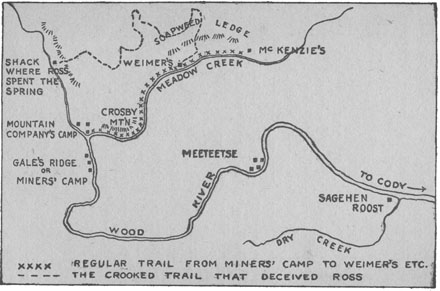 SOAPWEED
LEDGE
McKENZIE'S
WEIMER'S
MEADOW CREEK
SHACK
WHERE ROSS
SPENT THE
SPRING
CROSBY
MT'N
MOUNTAIN
COMPANY'S CAMP
GALE'S RIDGE
OR
MINERS' CAMP
MEETEETSE
TO CODY
SAGEHEN
ROOST
WOOD
RIVER
DRY CREEK
xxxx REGULAR TRAIL FROM MINERS' CAMP TO WEIMER'S ETC.
---- THE CROOKED TRAIL THAT DECEIVED ROSS